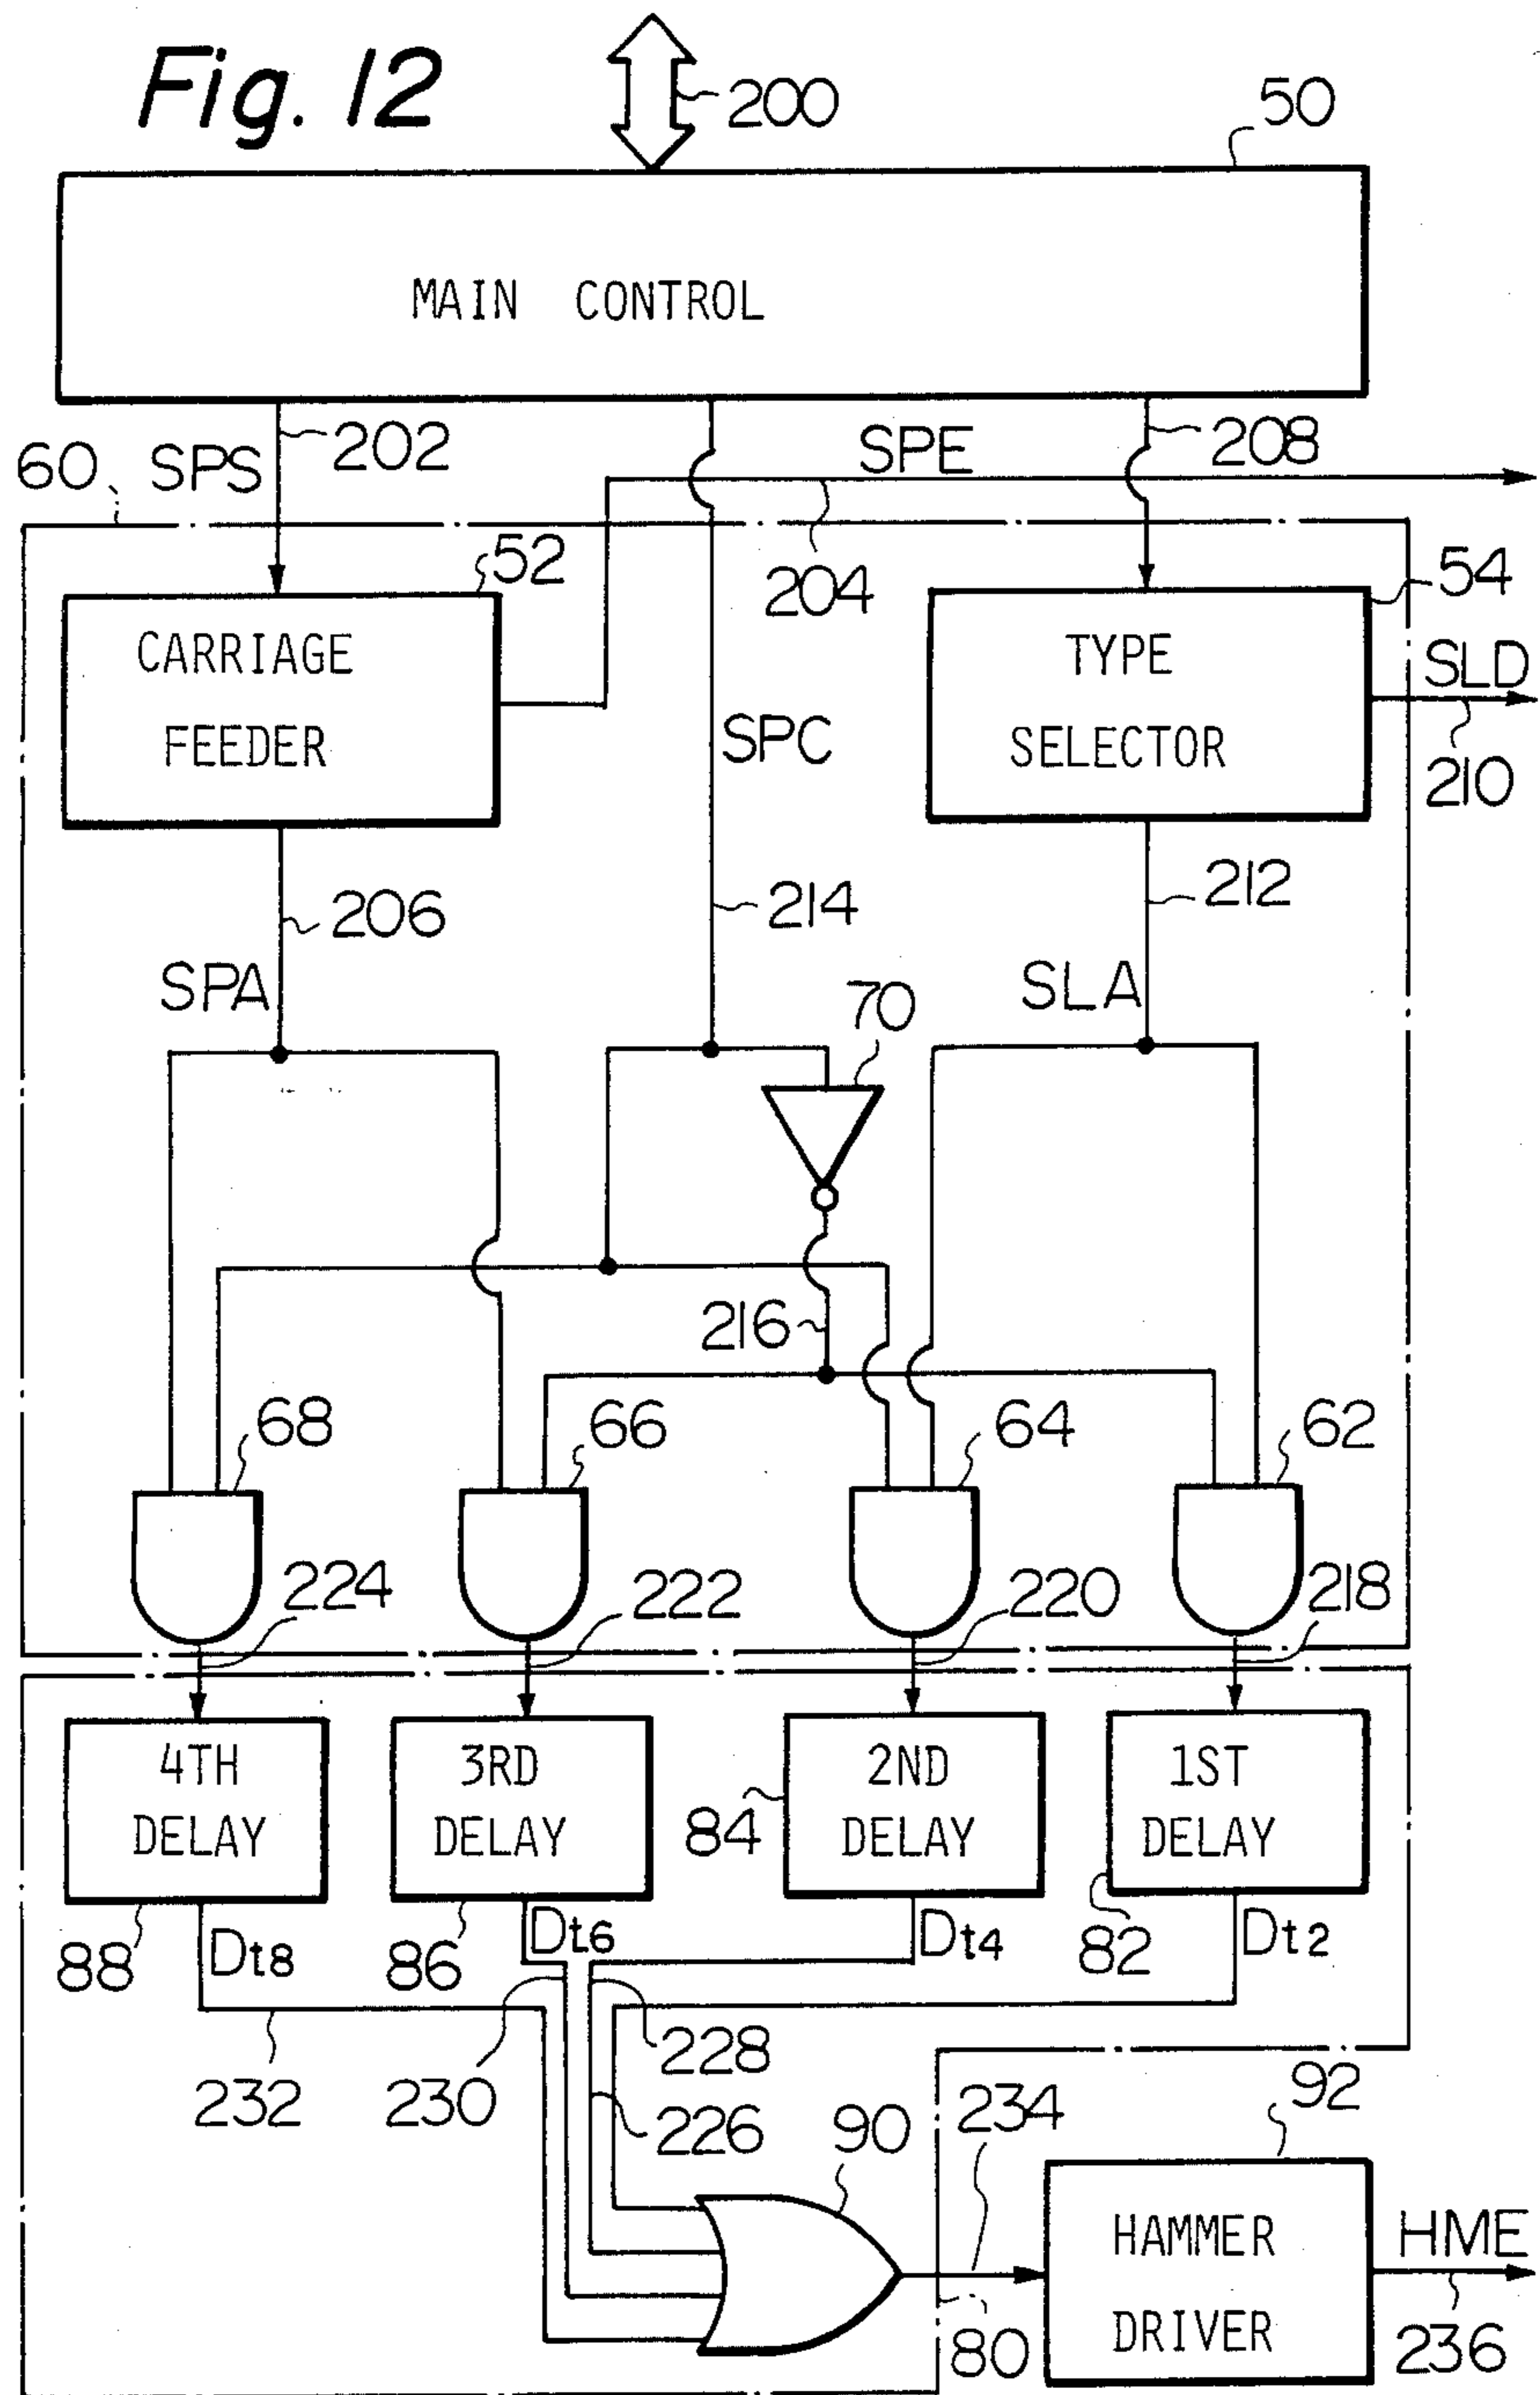 Fig. 12
200
50
MAIN CONTROL
60
SPS
202
SPE
208
52
204
54
CARRIAGE
FEEDER
TYPE
SELECTOR
SLD
210
SPC
206
214
212
SPA
SLA
70
216
68
66
64
62
224
222
220
218
4TH
DELAY
3RD
DELAY
2ND
DELAY
1ST
DELAY
84
88
Dt8
86
Dt6
Dt4
82
Dt2
232
230
228
226
90
234
92
HAMMER
DRIVER
HME
80
236